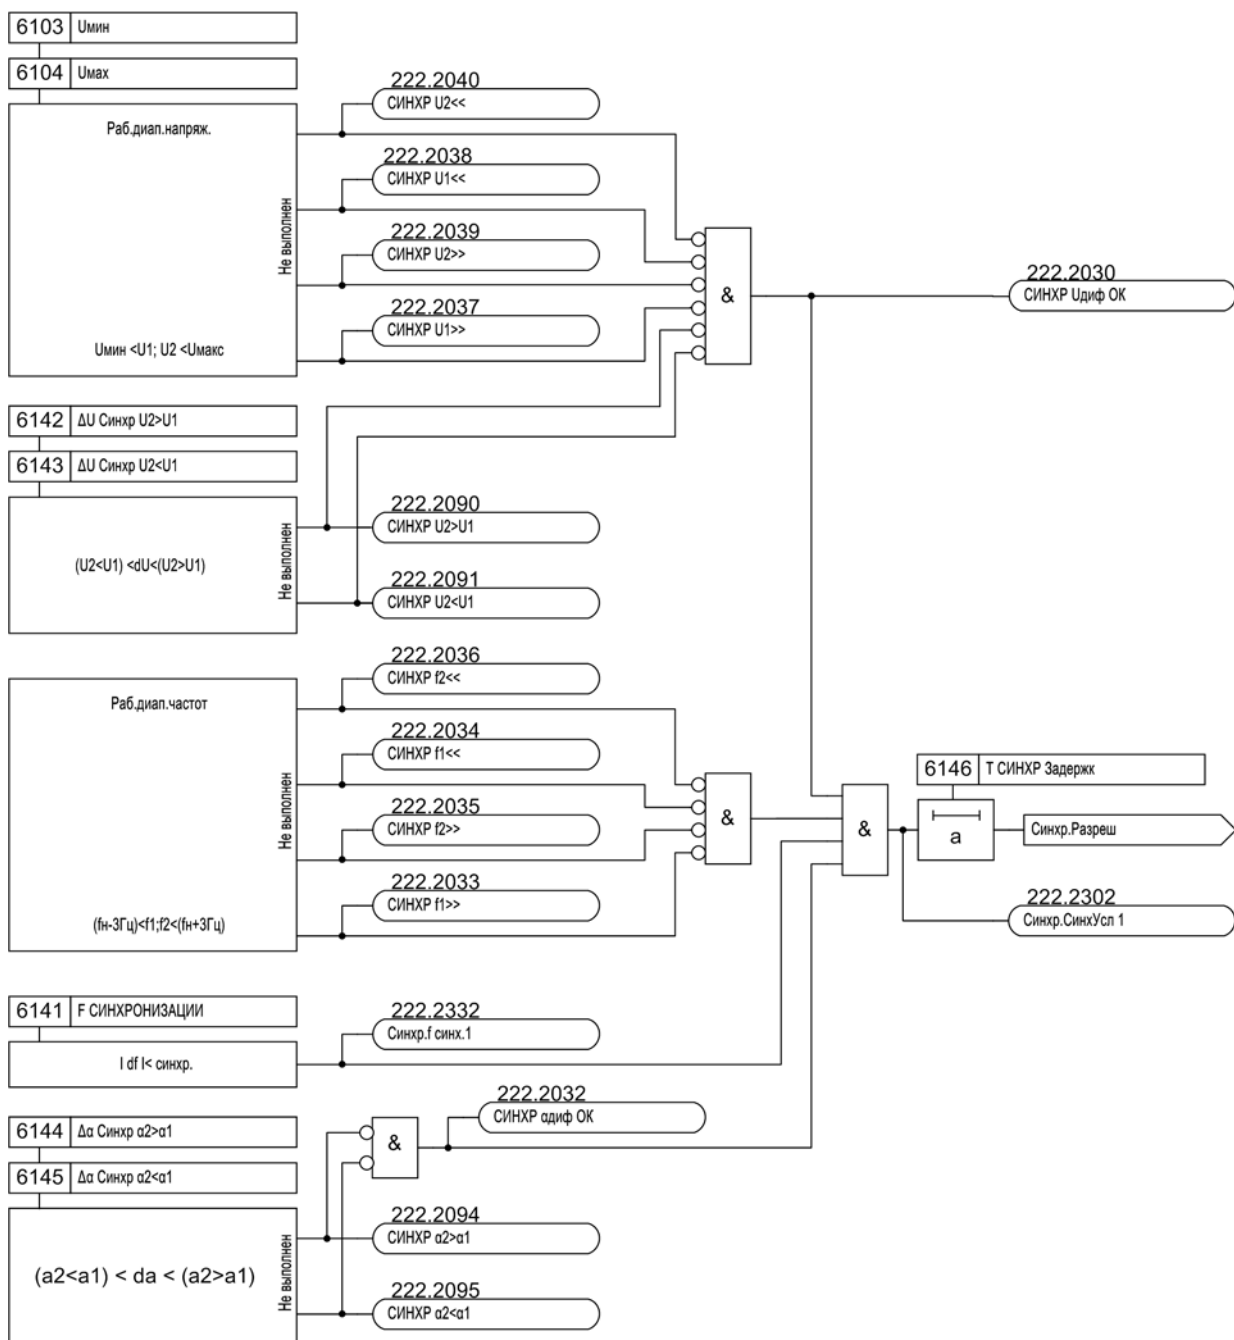 6103 Uмин
6104 Uмах
Раб.диап.напряж.
Не выполнен
Uмин <U1; U2 <Uмакс
222.2040
СИНХР U2<<
222.2038
СИНХР U1<<
222.2039
СИНХР U2>>
222.2037
СИНХР U1>>
&
222.2030
СИНХР Uдиф ОК
6142 ΔU Синхр U2>U1
6143 ΔU Синхр U2<U1
(U2<U1) <dU<(U2>U1)
Не выполнен
222.2090
СИНХР U2>U1
222.2091
СИНХР U2<U1
Раб.диап.частот
Не выполнен
(fн-3Гц)<f1;f2<(fн+3Гц)
222.2036
СИНХР f2<<
222.2034
СИНХР f1<<
222.2035
СИНХР f2>>
222.2033
СИНХР f1>>
&
&
6146 Т СИНХР Задержк
a
Синхр.Разреш
222.2302
Синхр.СинхУсл 1
6141 F СИНХРОНИЗАЦИИ
I df I< синхр.
222.2332
Синхр.f синх.1
222.2032
СИНХР αдиф ОК
6144 Δα Синхр α2>α1
6145 Δα Синхр α2<α1
&
(a2<a1) < da < (a2>a1)
Не выполнен
222.2094
СИНХР α2>α1
222.2095
СИНХР α2<α1